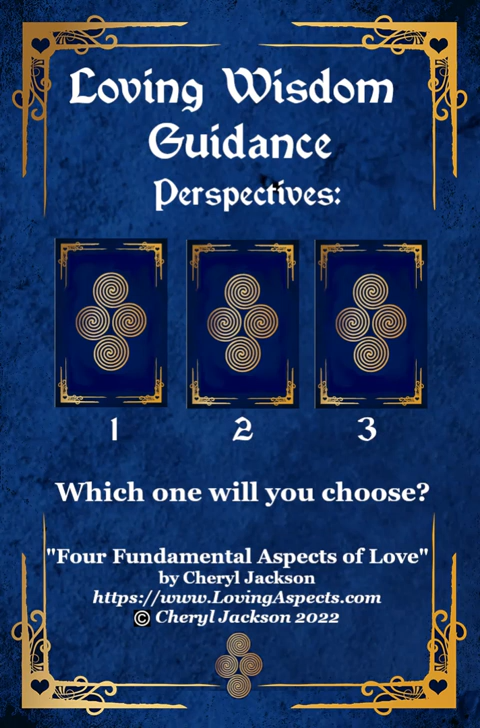 Loving Wisdom
Guidance
Perspectives:
1 2 3
Which one will you choose?
"Four Fundamental Aspects of Love"
by Cheryl Jackson
https://www.LovingAspects.com
© Cheryl Jackson 2022